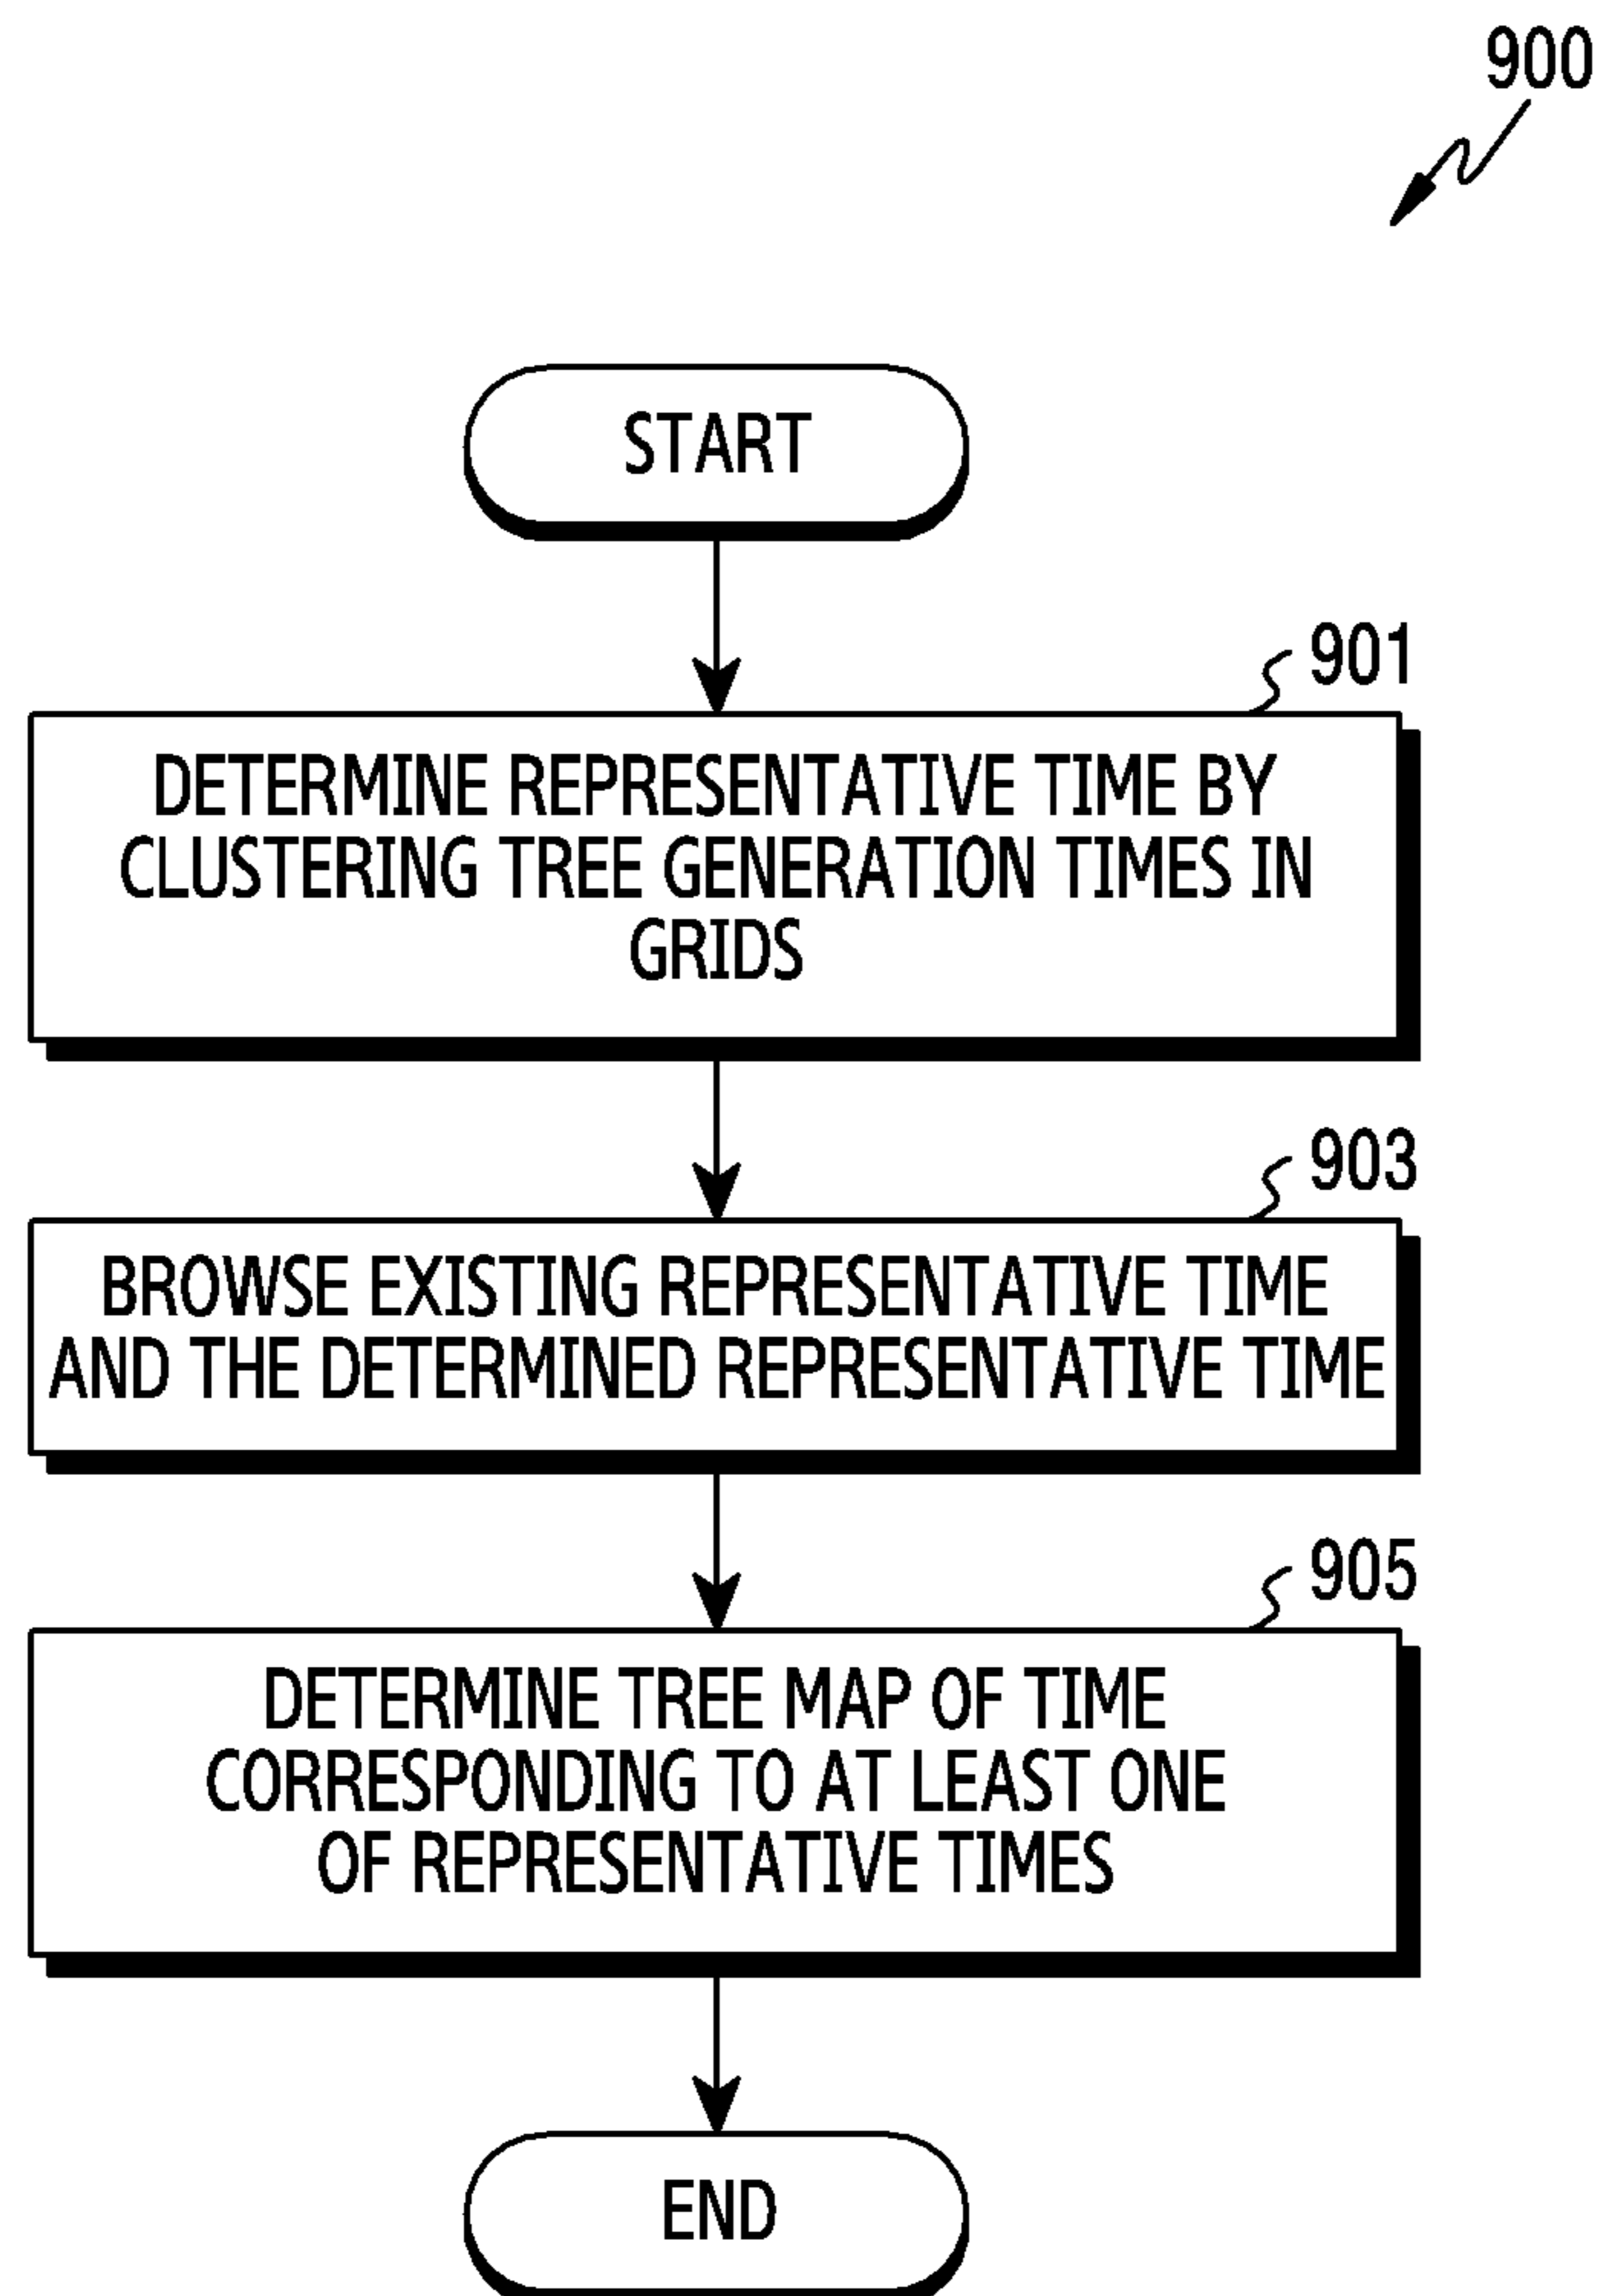 900
START
901
DETERMINE REPRESENTATIVE TIME BY
CLUSTERING TREE GENERATION TIMES IN
GRIDS
903
BROWSE EXISTING REPRESENTATIVE TIME
AND THE DETERMINED REPRESENTATIVE TIME
905
DETERMINE TREE MAP OF TIME
CORRESPONDING TO AT LEAST ONE
OF REPRESENTATIVE TIMES
END